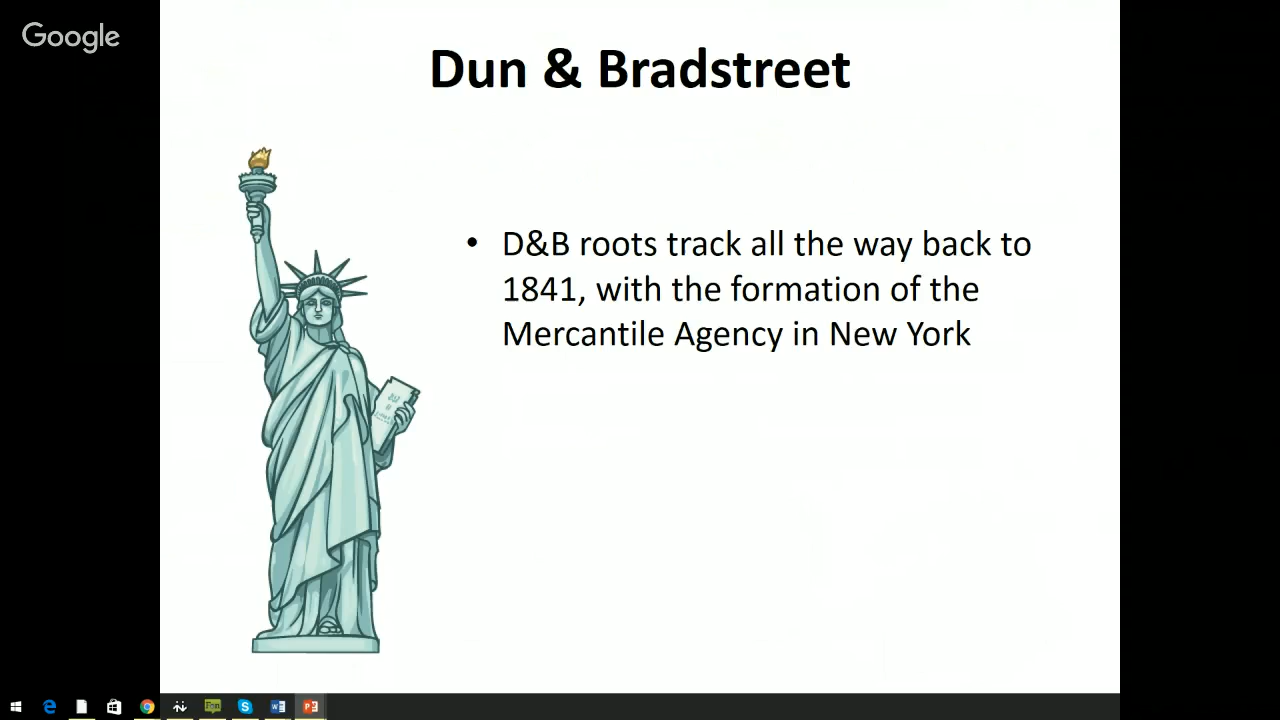 Google
Dun & Bradstreet
• D&B roots track all the way back to
1841, with the formation of the
Mercantile Agency in New York